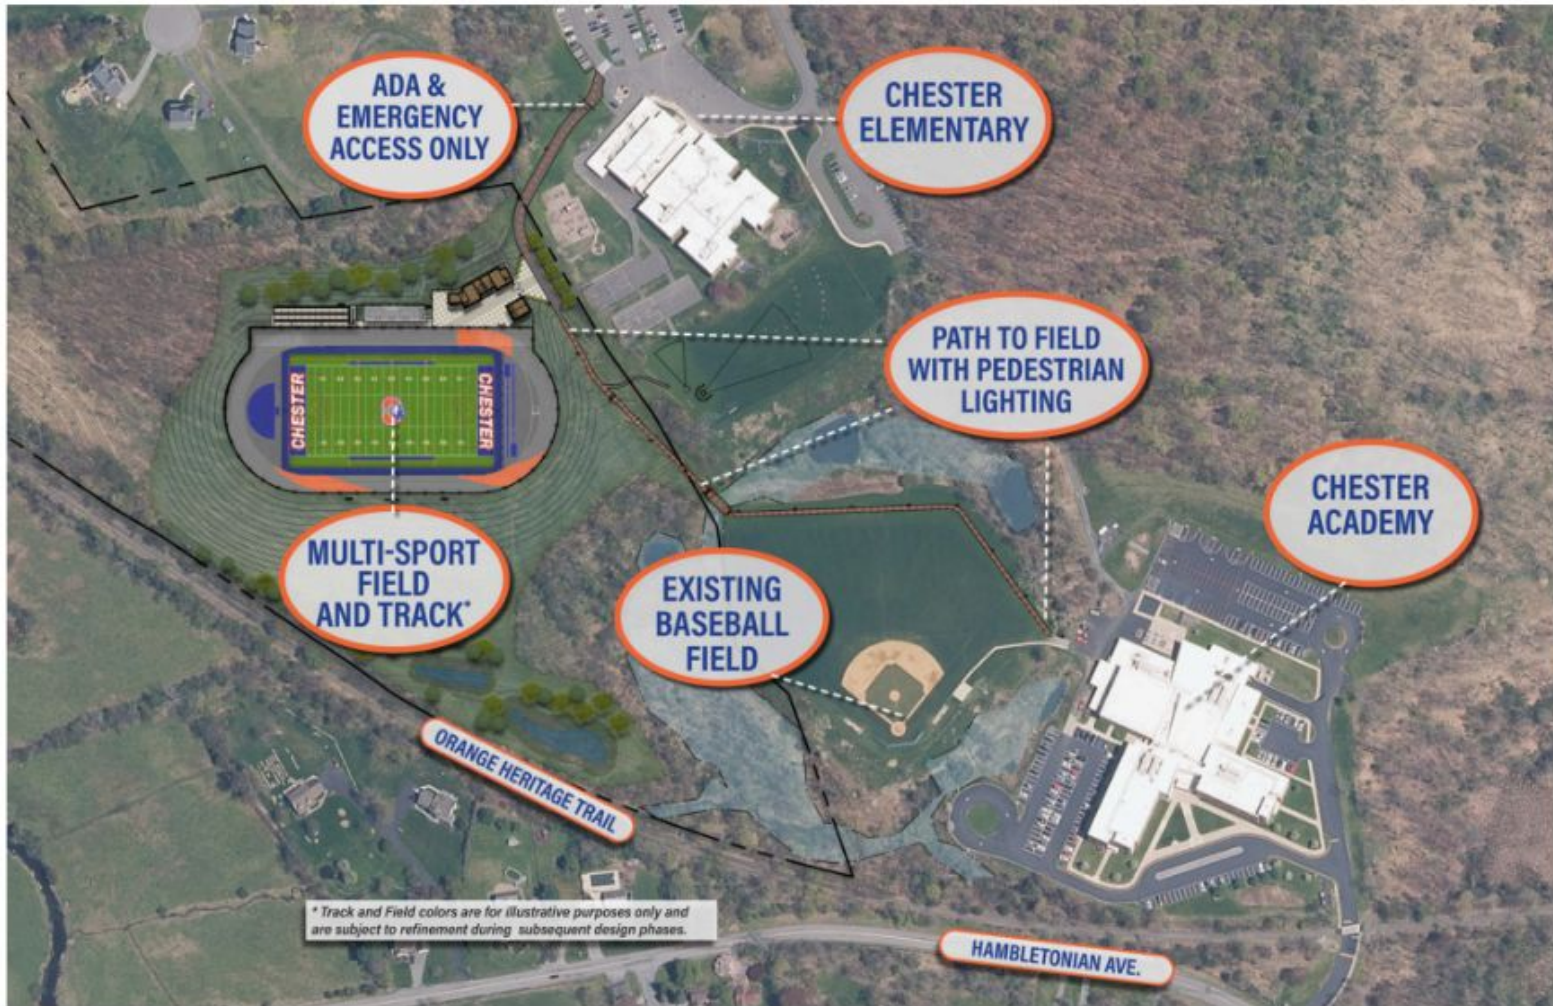 ADA &
EMERGENCY
ACCESS ONLY
CHESTER
ELEMENTARY
PATH TO FIELD
WITH PEDESTRIAN
LIGHTING
CHESTER
CHESTER
CHESTER
ACADEMY
MULTI-SPORT
FIELD
AND TRACK*
EXISTING
BASEBALL
FIELD
ORANGE HERITAGE TRAIL
* Track and Field colors are for illustrative purposes only and
are subject to refinement during subsequent design phases.
HAMBLETONIAN AVE.